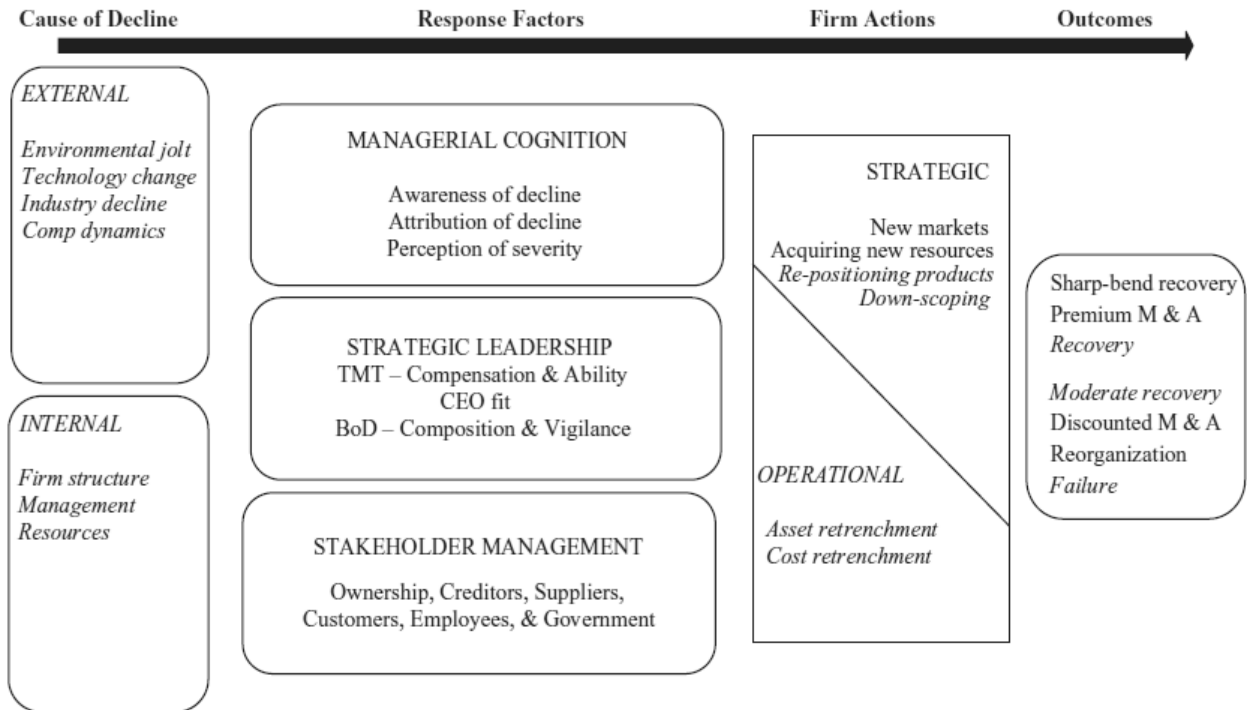 Cause of Decline
Response Factors
Firm Actions
Outcomes
EXTERNAL
Environmental jolt
Technology change
Industry decline
Comp dynamics
INTERNAL
Firm structure
Management
Resources
MANAGERIAL COGNITION
Awareness of decline
Attribution of decline
Perception of severity
STRATEGIC LEADERSHIP
TMT – Compensation & Ability
CEO fit
BoD – Composition & Vigilance
STAKEHOLDER MANAGEMENT
Ownership, Creditors, Suppliers,
Customers, Employees, & Government
STRATEGIC
New markets
Acquiring new resources
Re-positioning products
Down-scoping
OPERATIONAL
Asset retrenchment
Cost retrenchment
Sharp-bend recovery
Premium M & A
Recovery
Moderate recovery
Discounted M & A
Reorganization
Failure